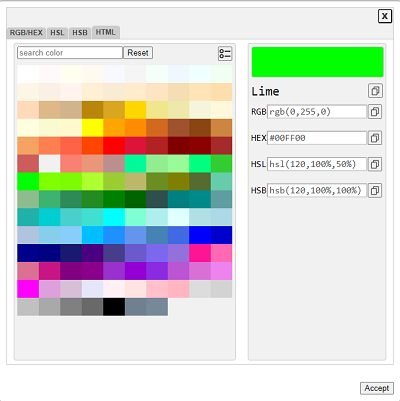 X
RGB/HEX HSL HSB HTML
search color Reset
Lime
RGB rgb(0,255,0)
HEX #00FF00
HSL hsl(120,100%,50%)
HSB hsb(120,100%,100%)
Accept